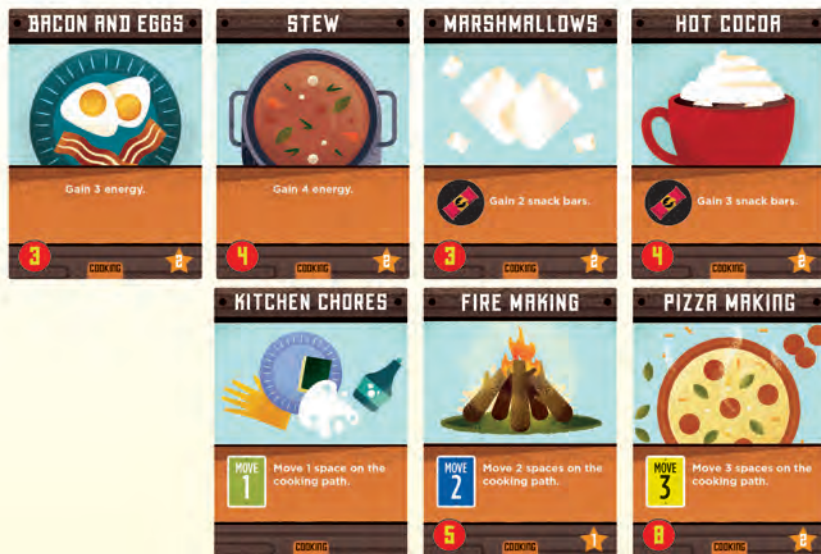 BACON AND EGGS
Gain 3 energy.
3
COOKING
2
STEW
Gain 4 energy.
4
COOKING
2
MARSHMALLOWS
Gain 2 snack bars.
3
COOKING
2
HOT COCOA
Gain 3 snack bars.
4
COOKING
2
KITCHEN CHORES
MOVE
1
Move 1 space on the
cooking path.
COOKING
FIRE MAKING
MOVE
2
Move 2 spaces on the
cooking path.
5
COOKING
1
PIZZA MAKING
MOVE
3
Move 3 spaces on the
cooking path.
8
COOKING
2